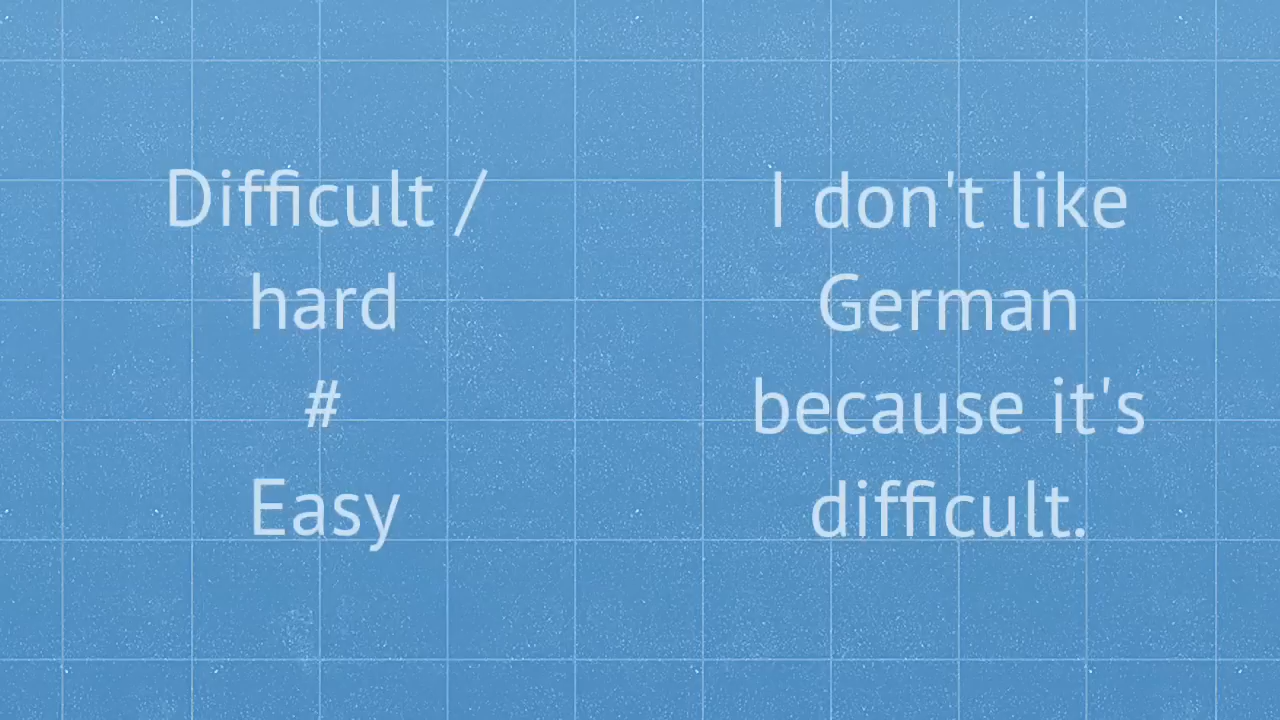 Difficult /
hard
#
Easy
I don't like
German
because it's
difficult.